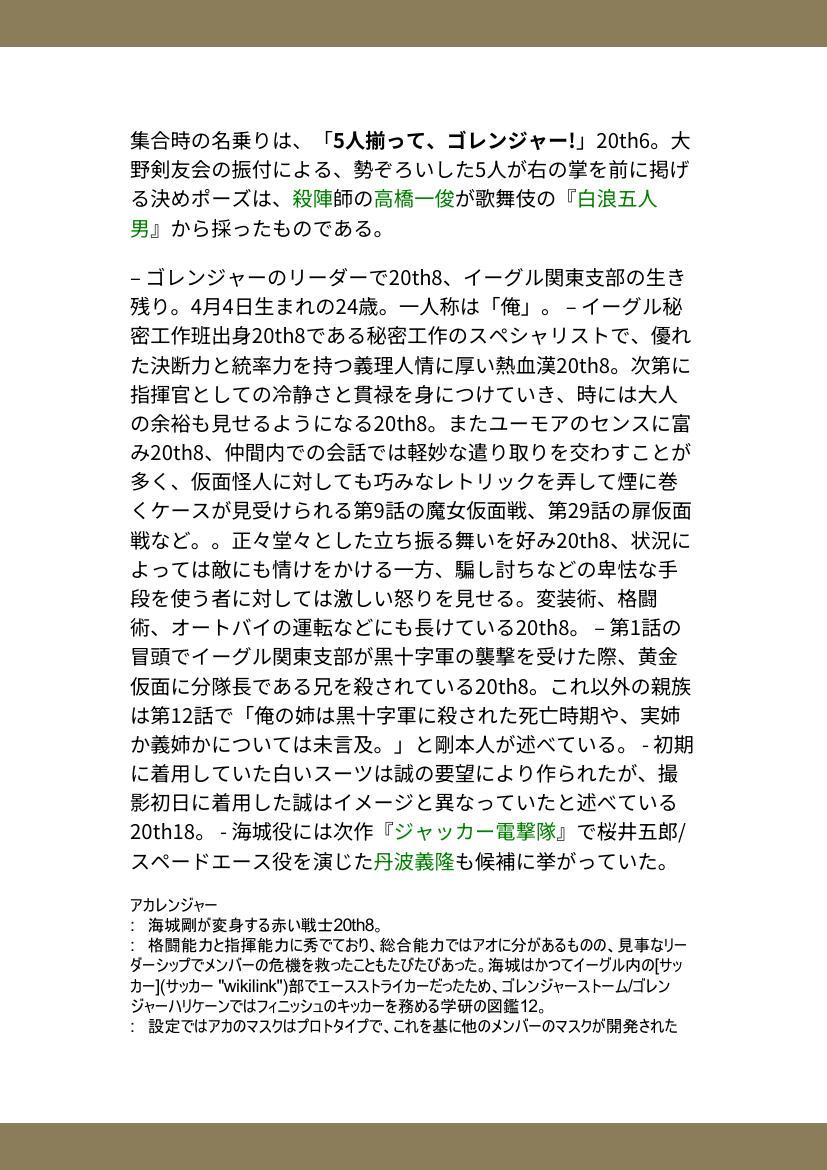 集合時の名乗りは、「5人揃って、ゴレンジャー!」20th6。大
野剣友会の振付による、勢ぞろいした5人が右の掌を前に掲げ
る決めポーズは、殺陣師の高橋一俊が歌舞伎の『白浪五人
男』から採ったものである。
– ゴレンジャーのリーダーで20th8、イーグル関東支部の生き
残り。4月4日生まれの24歳。一人称は「俺」。 – イーグル秘
密工作班出身20th8である秘密工作のスペシャリストで、優れ
た決断力と統率力を持つ義理人情に厚い熱血漢20th8。次第に
指揮官としての冷静さと貫禄を身につけていき、時には大人
の余裕も見せるようになる20th8。またユーモアのセンスに富
み20th8、仲間内での会話では軽妙な遣り取りを交わすことが
多く、仮面怪人に対しても巧みなレトリックを弄して煙に巻
くケースが見受けられる第9話の魔女仮面戦、第29話の扉仮面
戦など。。正々堂々とした立ち振る舞いを好み20th8、状況に
よっては敵にも情けをかける一方、騙し討ちなどの卑怯な手
段を使う者に対しては激しい怒りを見せる。変装術、格闘
術、オートバイの運転などにも長けている20th8。 – 第1話の
冒頭でイーグル関東支部が黒十字軍の襲撃を受けた際、黄金
仮面に分隊長である兄を殺されている20th8。これ以外の親族
は第12話で「俺の姉は黒十字軍に殺された死亡時期や、実姉
か義姉かについては未言及。」と剛本人が述べている。 - 初期
に着用していた白いスーツは誠の要望により作られたが、撮
影初日に着用した誠はイメージと異なっていたと述べている
20th18。 - 海城役には次作『ジャッカー電撃隊』で桜井五郎/
スペードエース役を演じた丹波義隆も候補に挙がっていた。
アカレンジャー
: 海城剛が変身する赤い戦士20th8。
: 格闘能力と指揮能力に秀でており、総合能力ではアオに分があるものの、見事なリー
ダーシップでメンバーの危機を救ったこともたびたびあった。海城はかつてイーグル内の[サッ
カー](サッカー "wikilink")部でエースストライカーだったため、ゴレンジャーストーム/ゴレン
ジャーハリケーンではフィニッシュのキッカーを務める学研の図鑑12。
: 設定ではアカのマスクはプロトタイプで、これを基に他のメンバーのマスクが開発された